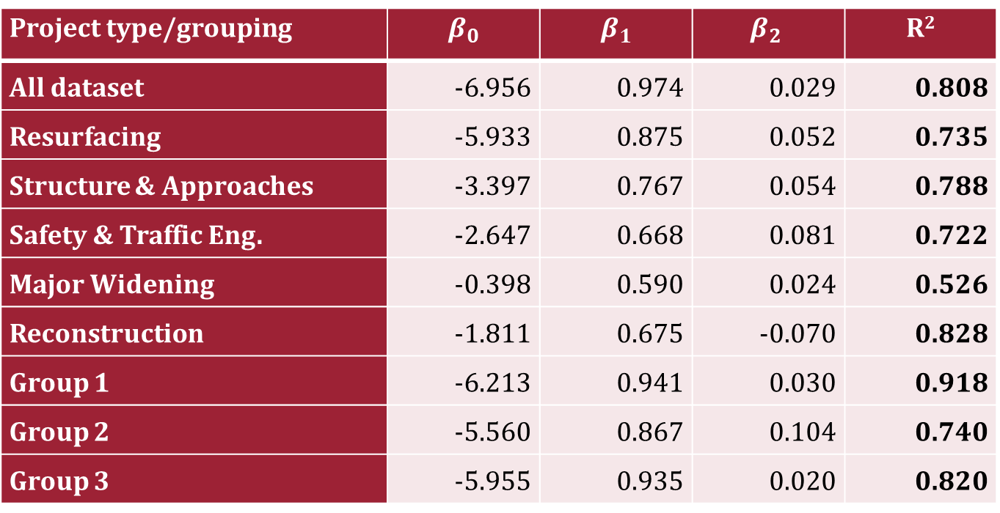 Project type/grouping β₀ β₁ β₂ R²
All dataset -6.956 0.974 0.029 0.808
Resurfacing -5.933 0.875 0.052 0.735
Structure & Approaches -3.397 0.767 0.054 0.788
Safety & Traffic Eng. -2.647 0.668 0.081 0.722
Major Widening -0.398 0.590 0.024 0.526
Reconstruction -1.811 0.675 -0.070 0.828
Group 1 -6.213 0.941 0.030 0.918
Group 2 -5.560 0.867 0.104 0.740
Group 3 -5.955 0.935 0.020 0.820